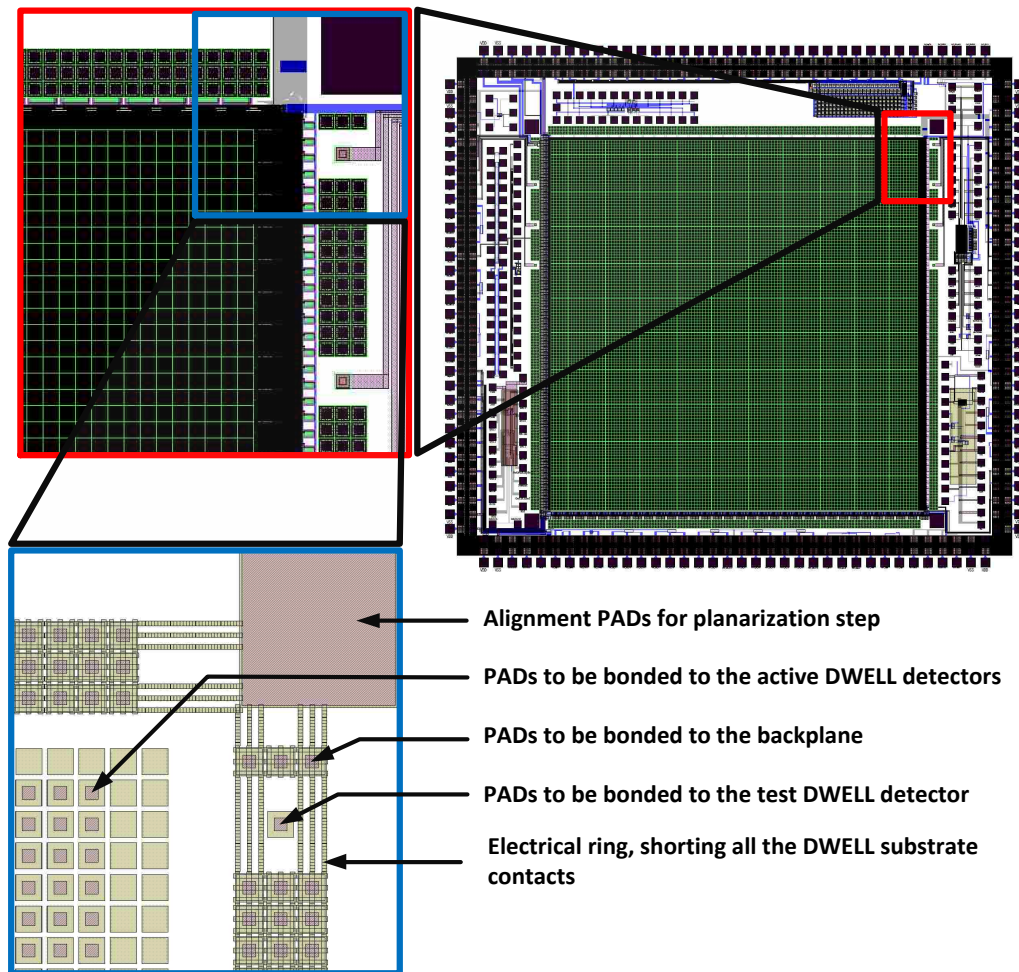 Alignment PADs for planarization step
PADs to be bonded to the active DWELL detectors
PADs to be bonded to the backplane
PADs to be bonded to the test DWELL detector
Electrical ring, shorting all the DWELL substrate
contacts